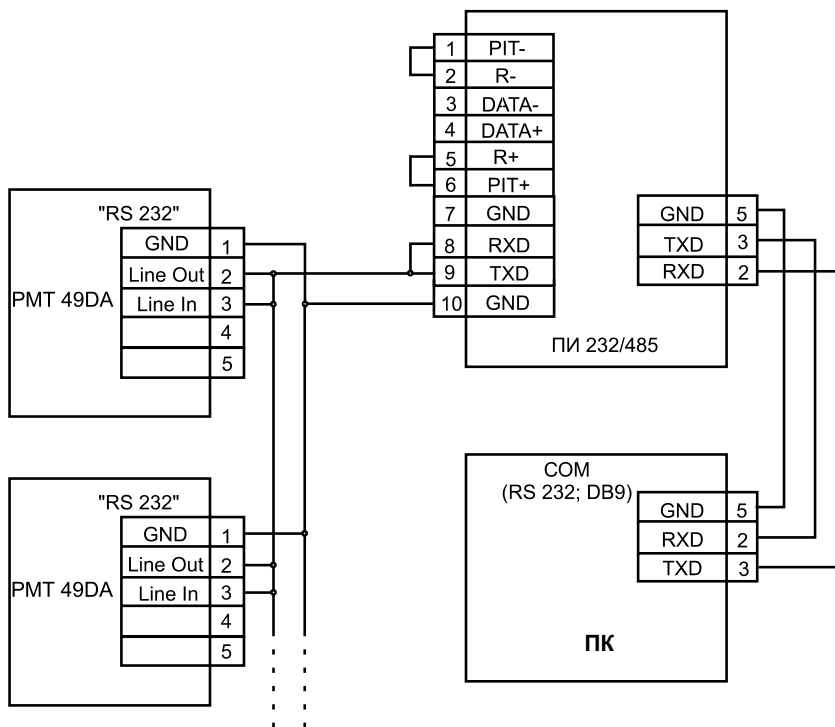 1 PIT-
2 R-
3 DATA-
4 DATA+
5 R+
6 PIT+
7 GND
8 RXD
9 TXD
10 GND
GND 5
TXD 3
RXD 2
ПИ 232/485
"RS 232"
GND 1
Line Out 2
Line In 3
4
5
РМТ 49DA
COM
(RS 232; DB9)
GND 5
RXD 2
TXD 3
ПК
"RS 232"
GND 1
Line Out 2
Line In 3
4
5
РМТ 49DA